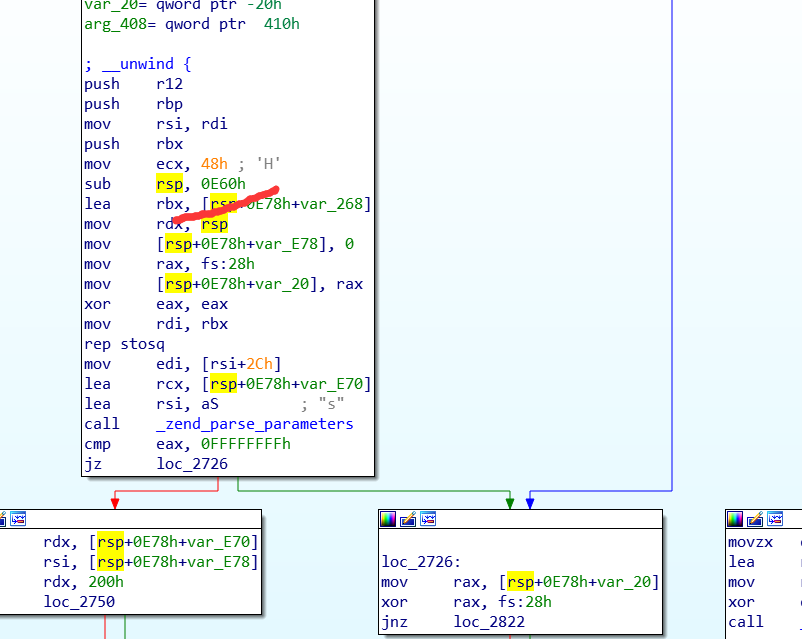 var_20= qword ptr -20h
arg_408= qword ptr  410h
; __unwind {
push    r12
push    rbp
mov     rsi, rdi
push    rbx
mov     ecx, 48h ; 'H'
sub     rsp, 0E60h
lea     rbx, [rsp+0E78h+var_268]
mov     rdx, rsp
mov     [rsp+0E78h+var_E78], 0
mov     rax, fs:28h
mov     [rsp+0E78h+var_20], rax
xor     eax, eax
mov     rdi, rbx
rep stosq
mov     edi, [rsi+2Ch]
lea     rcx, [rsp+0E78h+var_E70]
lea     rsi, aS         ; "s"
call    _zend_parse_parameters
cmp     eax, 0FFFFFFFFh
jz      loc_2726
rdx, [rsp+0E78h+var_E70]
rsi, [rsp+0E78h+var_E78]
rdx, 200h
loc_2750
loc_2726:
mov     rax, [rsp+0E78h+var_20]
xor     rax, fs:28h
jnz     loc_2822
movzx
lea
mov
xor
call